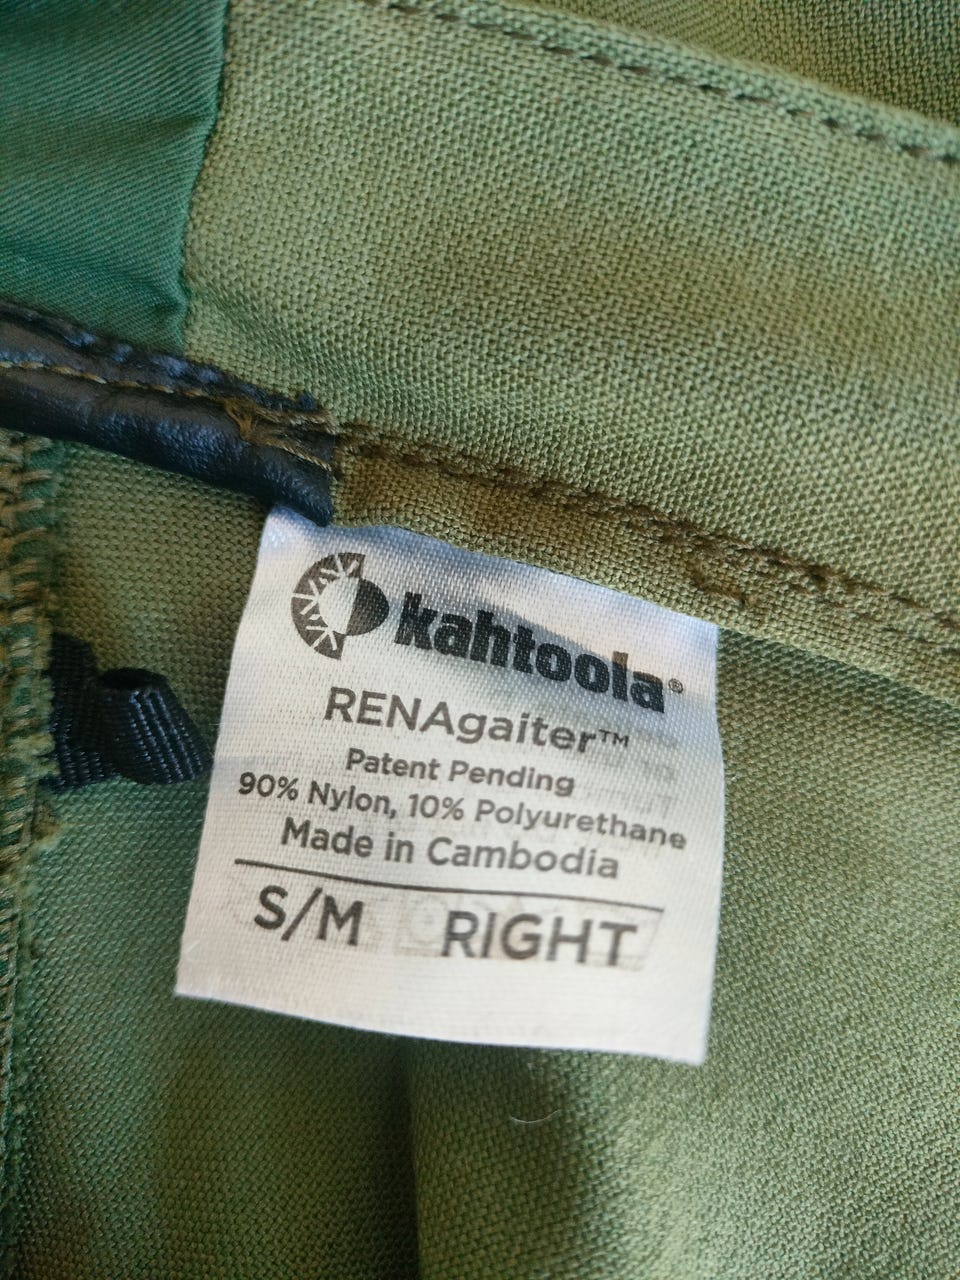 kahtoola®
RENAgaiter™
Patent Pending
90% Nylon, 10% Polyurethane
Made in Cambodia
S/M RIGHT